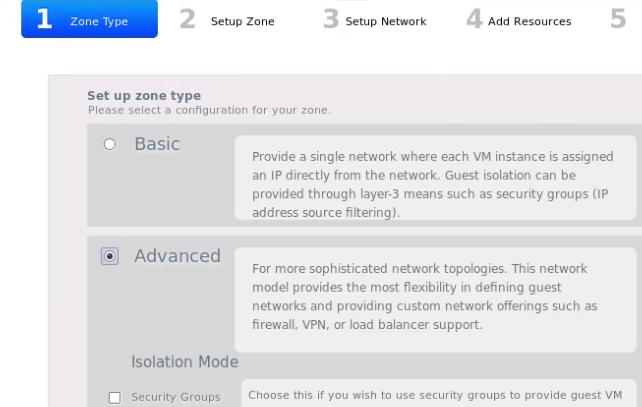 1 Zone Type 2 Setup Zone 3 Setup Network 4 Add Resources 5
Set up zone type
Please select a configuration for your zone.
Basic
Provide a single network where each VM instance is assigned
an IP directly from the network. Guest isolation can be
provided through layer-3 means such as security groups (IP
address source filtering).
Advanced
For more sophisticated network topologies. This network
model provides the most flexibility in defining guest
networks and providing custom network offerings such as
firewall, VPN, or load balancer support.
Isolation Mode
Security Groups
Choose this if you wish to use security groups to provide guest VM